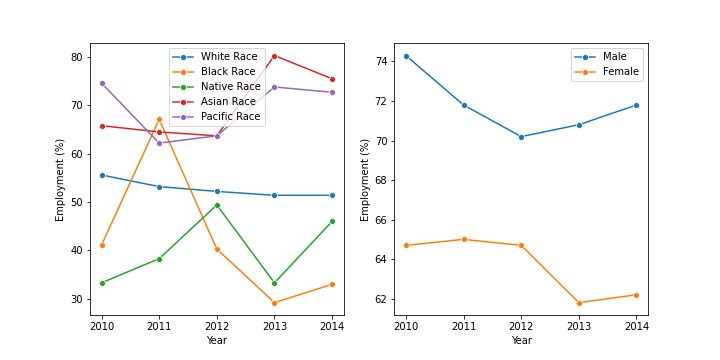 80
70
60
50
40
30
Employment (%)
2010 2011 2012 2013 2014
Year
White Race
Black Race
Native Race
Asian Race
Pacific Race
74
72
70
68
66
64
62
Employment (%)
2010 2011 2012 2013 2014
Year
Male
Female